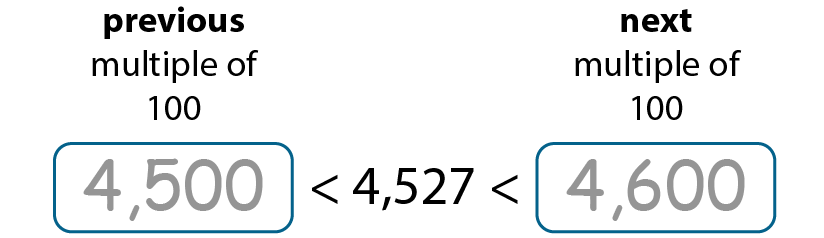 previous next
multiple of multiple of
100 100
4,500 < 4,527 < 4,600